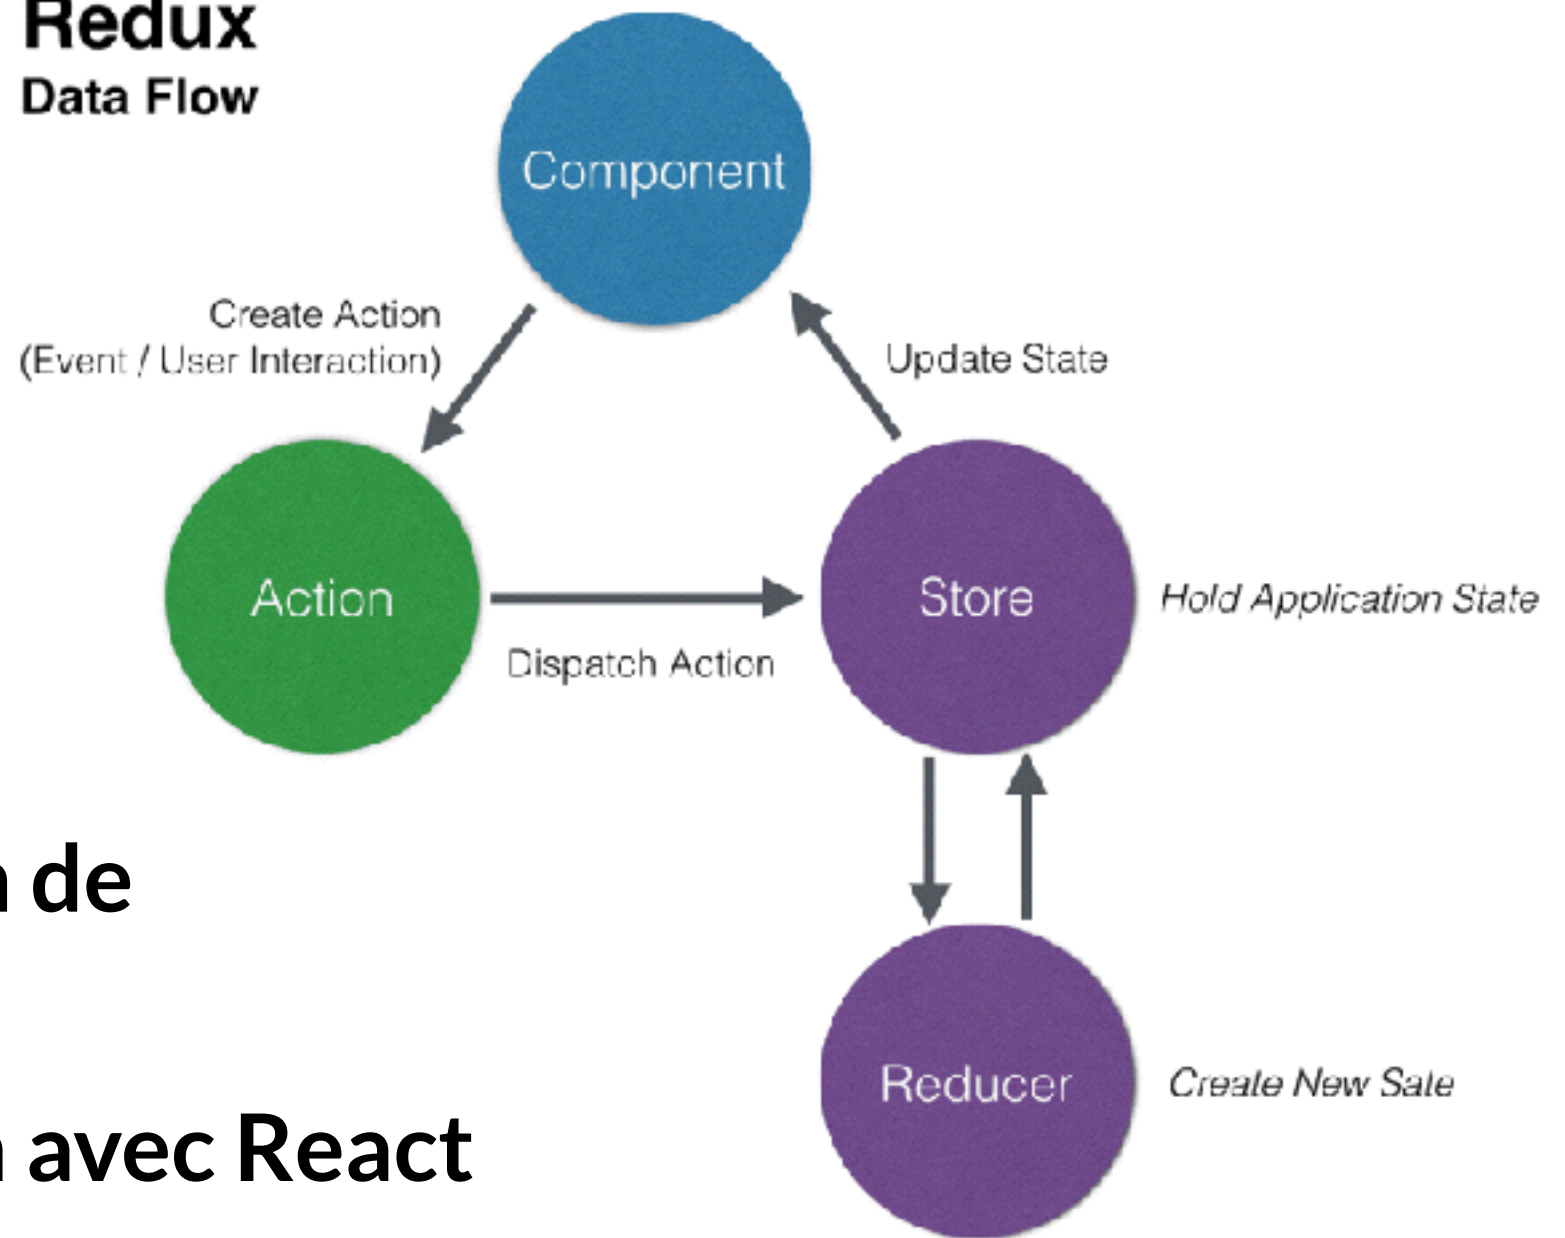 Redux
Data Flow
Component
Create Action
(Event / User Interaction)
Update State
Action
Store
Hold Application State
Dispatch Action
de
Reducer
Create New Sate
avec React